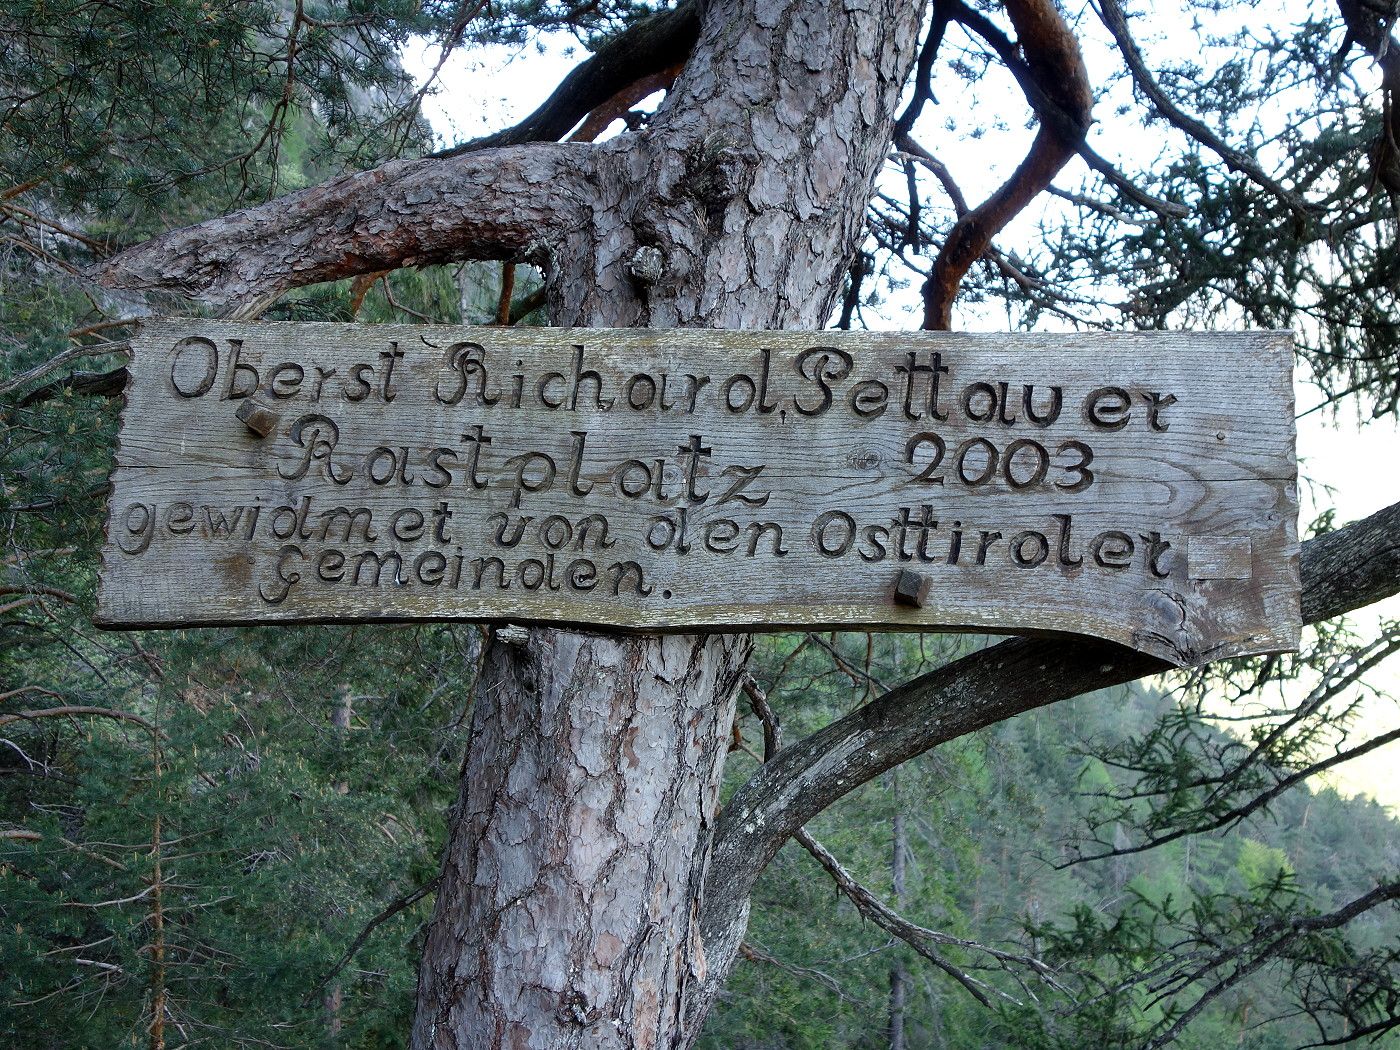 Oberst Richard Pettauer
Rastplatz 2003
gewidmet von den Osttiroler
Gemeinden.